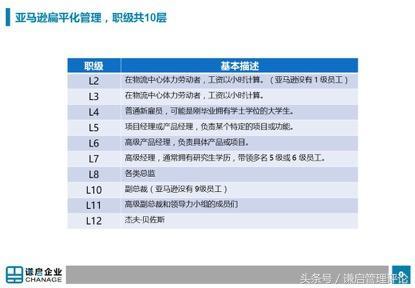 亚马逊扁平化管理，职级共10层
职级 基本描述
L2 在物流中心体力劳动者，工资以小时计算。（亚马逊没有1级员工）
L3 在物流中心体力劳动者，工资以小时计算。
L4 普通新雇员，可能是刚毕业拥有学士学位的大学生。
L5 项目经理或产品经理，负责某个特定的项目或功能。
L6 高级产品经理，负责具体产品或项目。
L7 高级经理，通常拥有研究生学历，带领多名5级或6级员工。
L8 各类总监
L10 副总裁（亚马逊没有9级员工）
L11 高级副总裁和领导力小组的成员们
L12 杰夫·贝佐斯
谦启企业
CHANAGE
头条号／谦启管理评论